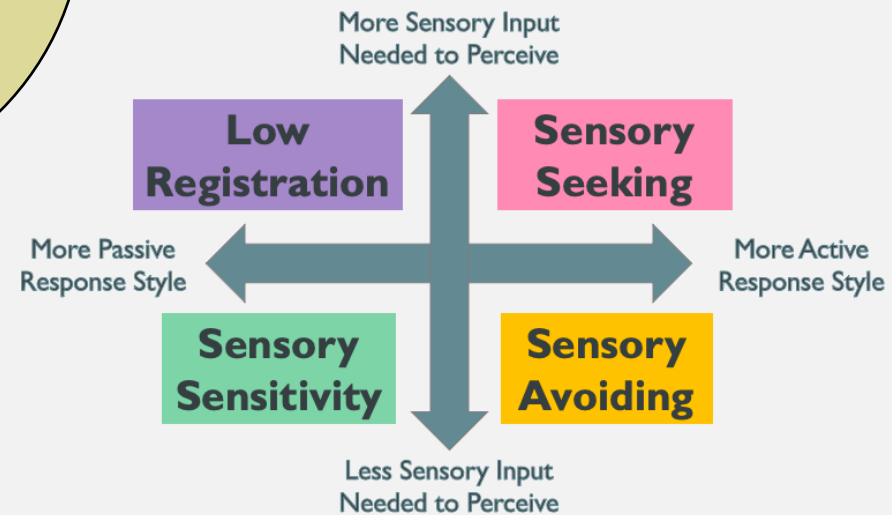 More Sensory Input
Needed to Perceive
Low
Registration
Sensory
Seeking
More Passive
Response Style
More Active
Response Style
Sensory
Sensitivity
Sensory
Avoiding
Less Sensory Input
Needed to Perceive